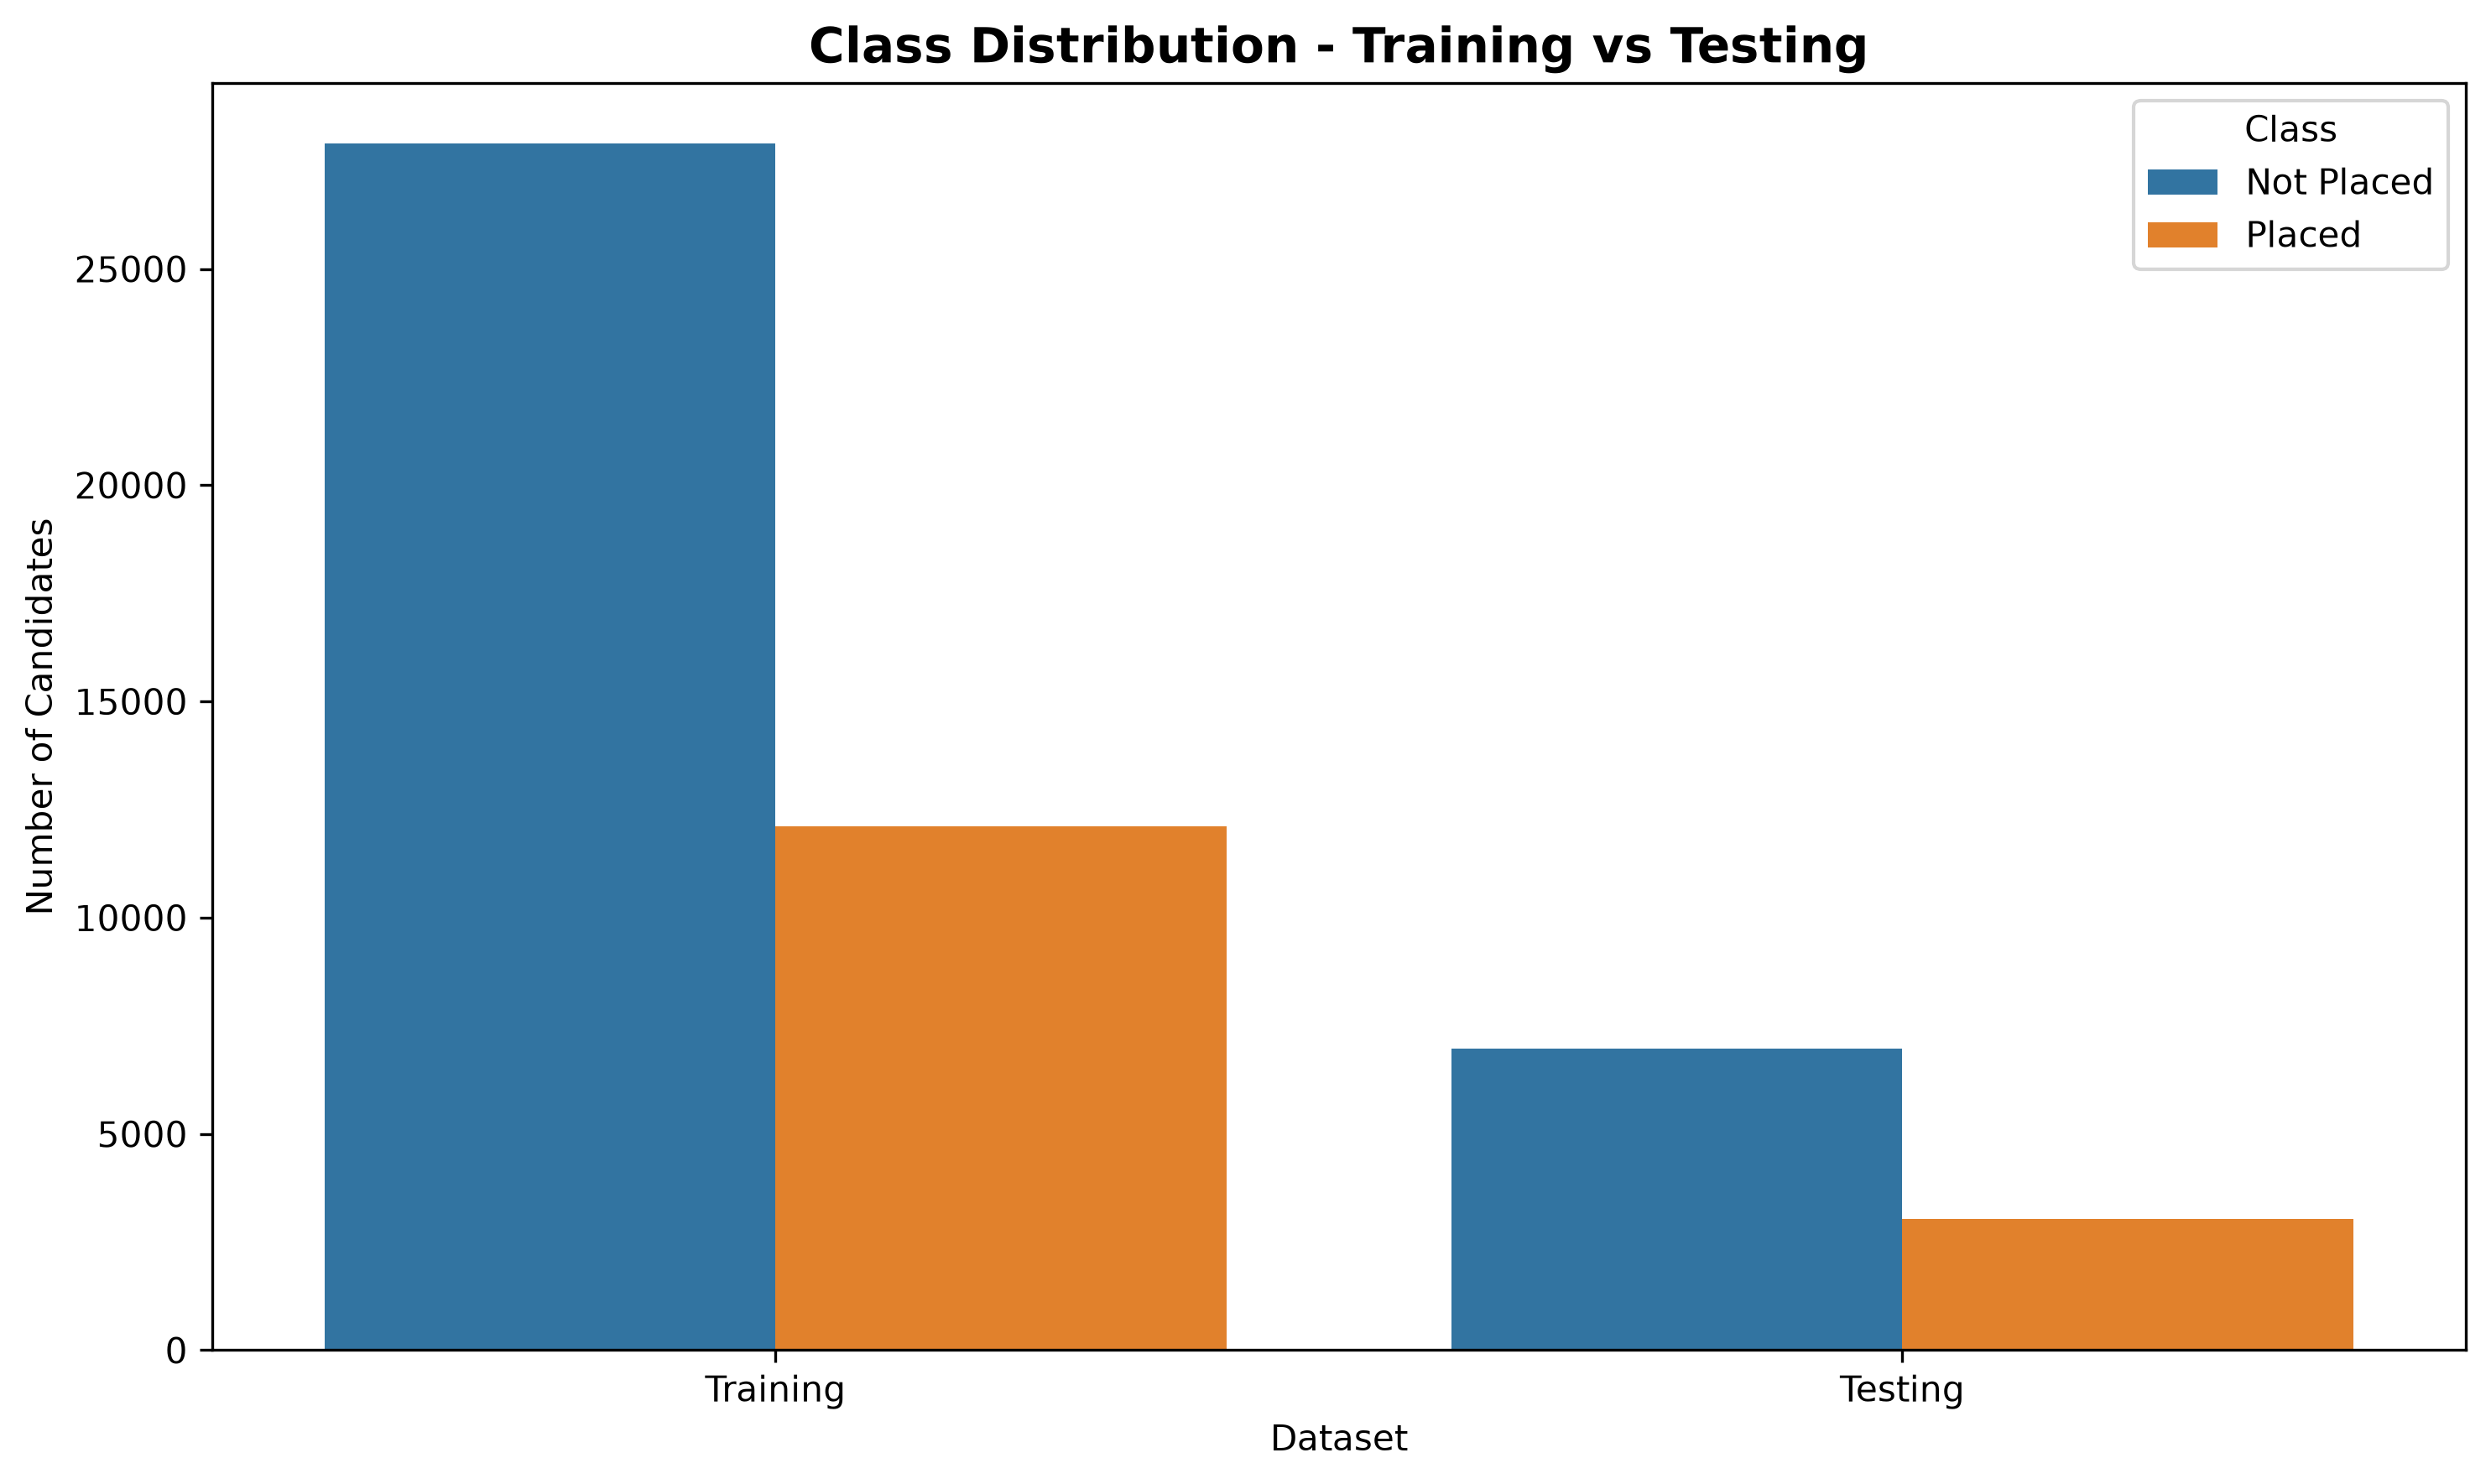 Class Distribution - Training vs Testing
Class
Not Placed
Placed
Number of Candidates
25000
20000
15000
10000
5000
0
Training
Testing
Dataset